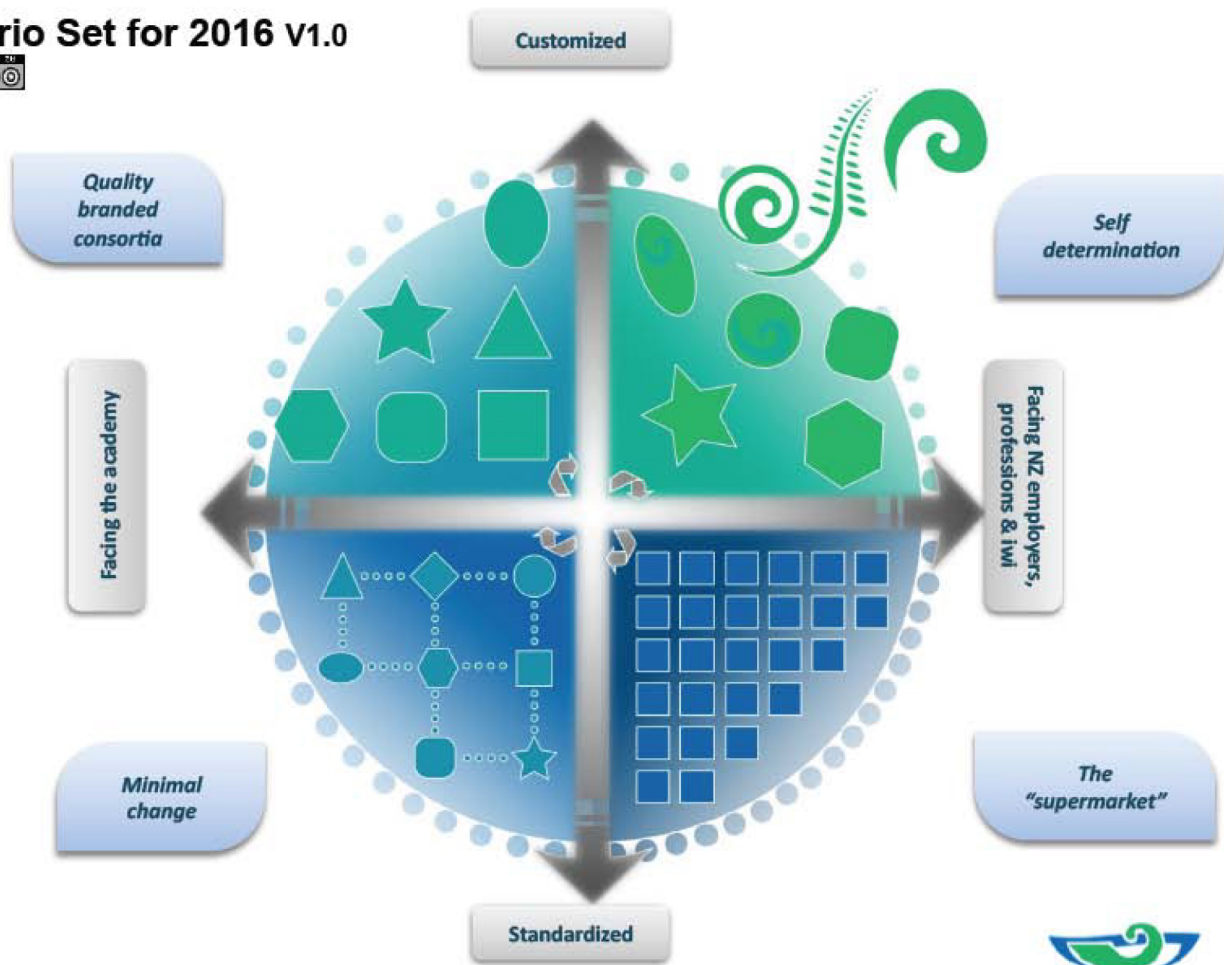 rio Set for 2016 V1.0
Customized
Quality
branded
consortia
Self
determination
Facing the academy
Facing NZ employers,
professions & iwi
Minimal
change
The
"supermarket"
Standardized